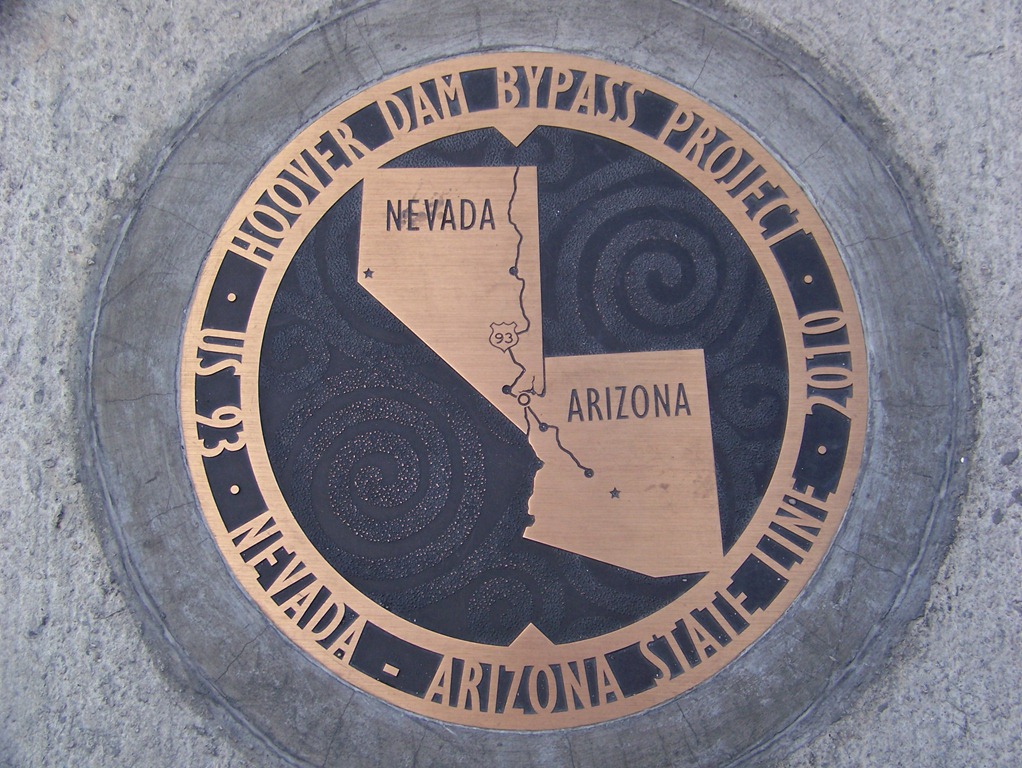 HOOVER DAM BYPASS PROJECT • 2010 •
US 93 • NEVADA - ARIZONA STATE LINE •
NEVADA
93
ARIZONA